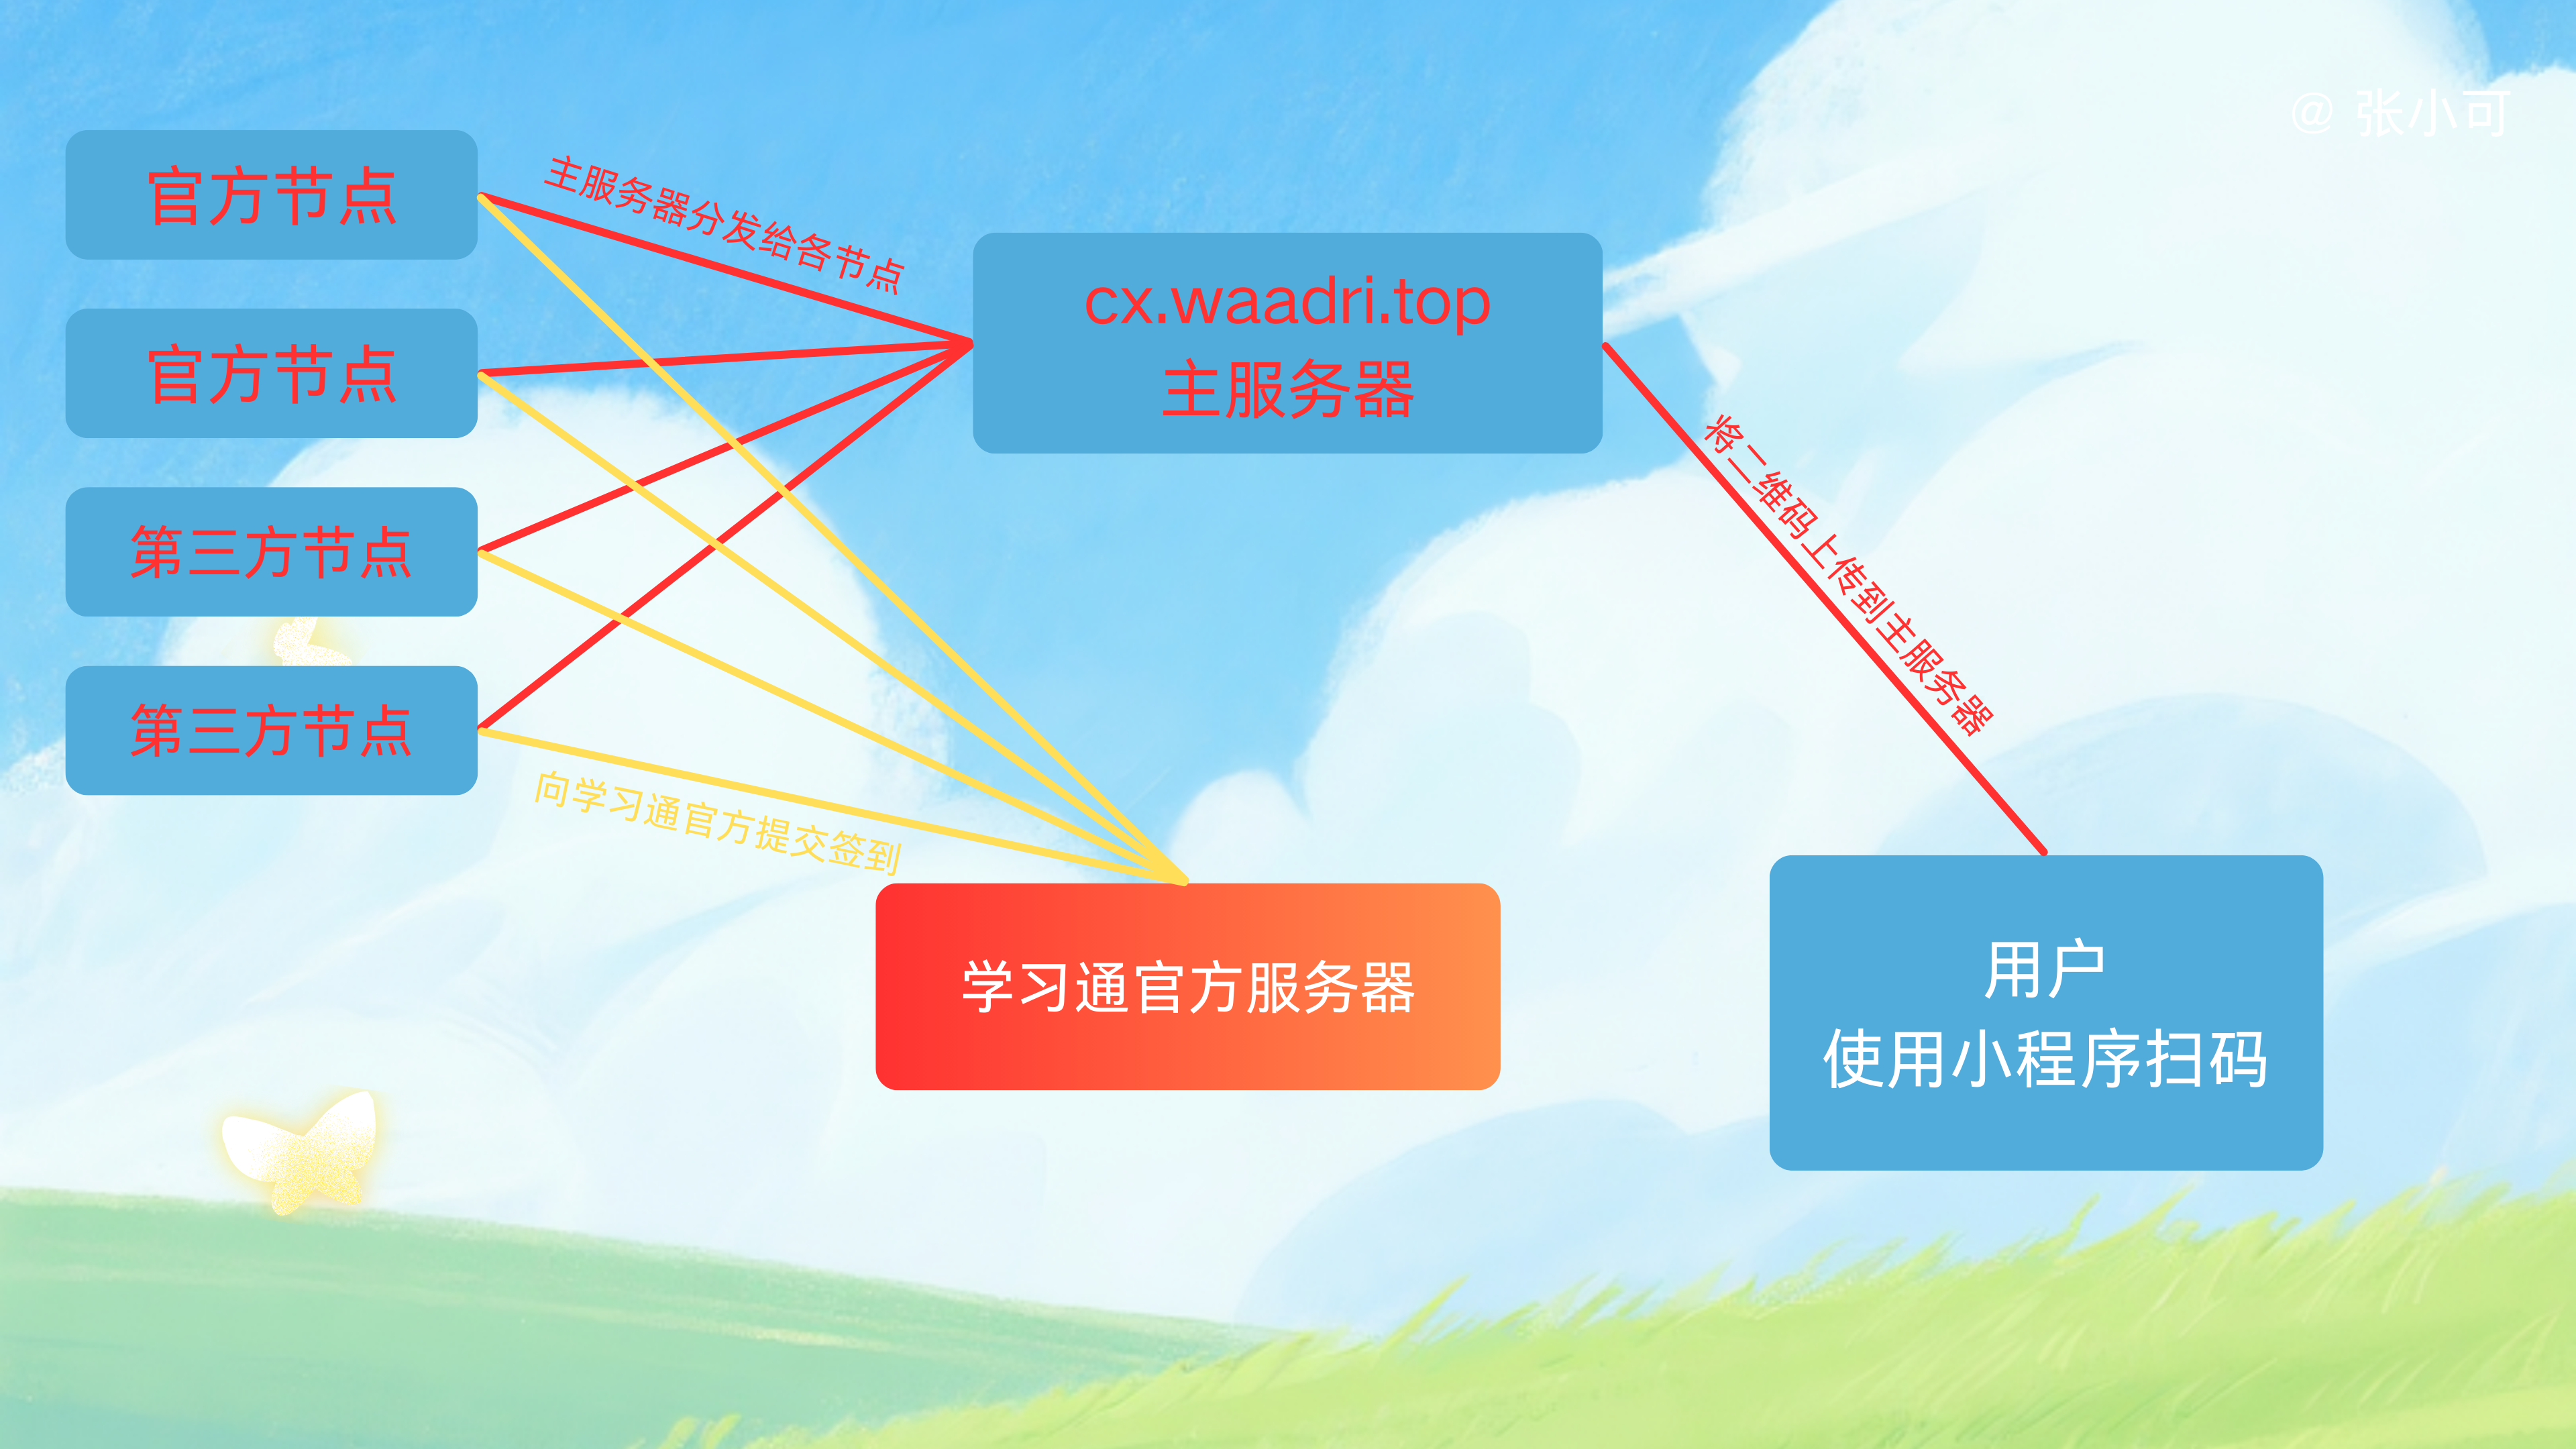 @ 张小可
官方节点
主服务器分发给各节点
cx.waadri.top
主服务器
官方节点
将二维码上传到主服务器
第三方节点
第三方节点
向学习通官方提交签到
学习通官方服务器
用户
使用小程序扫码